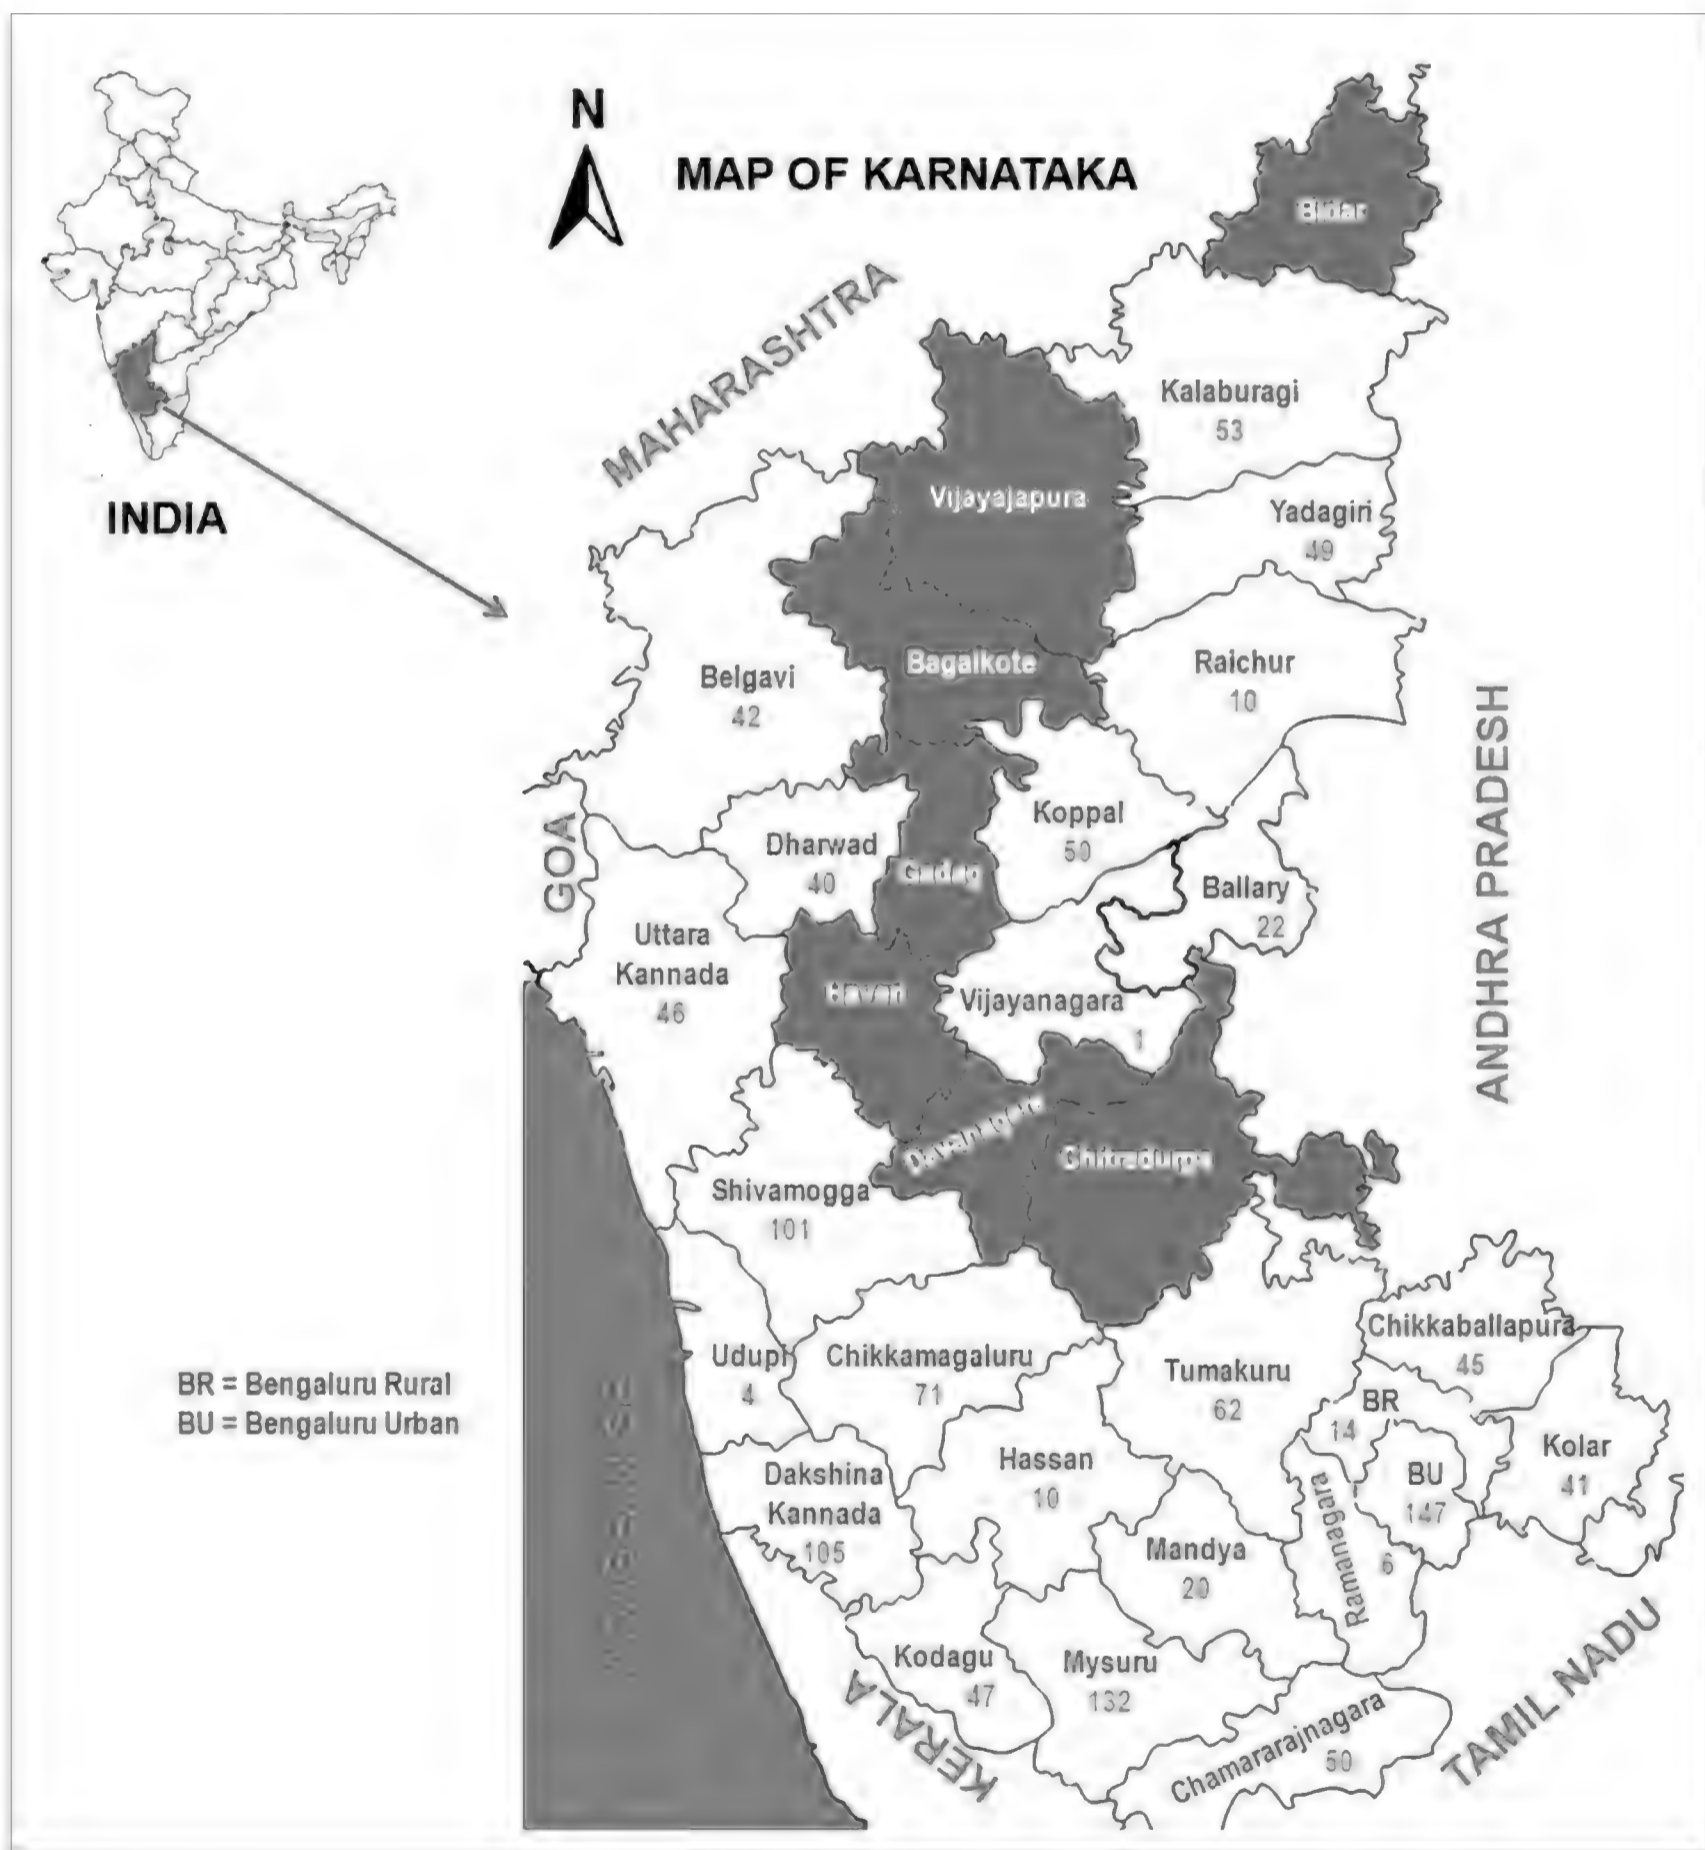 N
MAP OF KARNATAKA
INDIA
MAHARASHTRA
Bidar
Kalaburagi
53
Vijayajapura
Yadagiri
49
Bagalkote
Raichur
10
Belgavi
42
Koppal
50
Dharwad
40
Gadag
Ballary
22
GOA
Uttara
Kannada
46
Haveri
Vijayanagara
1
ANDHRA PRADESH
Davanagere
Chitradurga
Shivamogga
101
Udupi
4
Chikkamagaluru
71
Tumakuru
62
Chikkaballapura
45
BR = Bengaluru Rural
BU = Bengaluru Urban
BR
14
BU
147
Kolar
41
Hassan
10
Dakshina
Kannada
105
Mandya
20
Ramanagara
6
Kodagu
47
Mysuru
132
Chamararajnagara
50
KERALA
TAMIL NADU